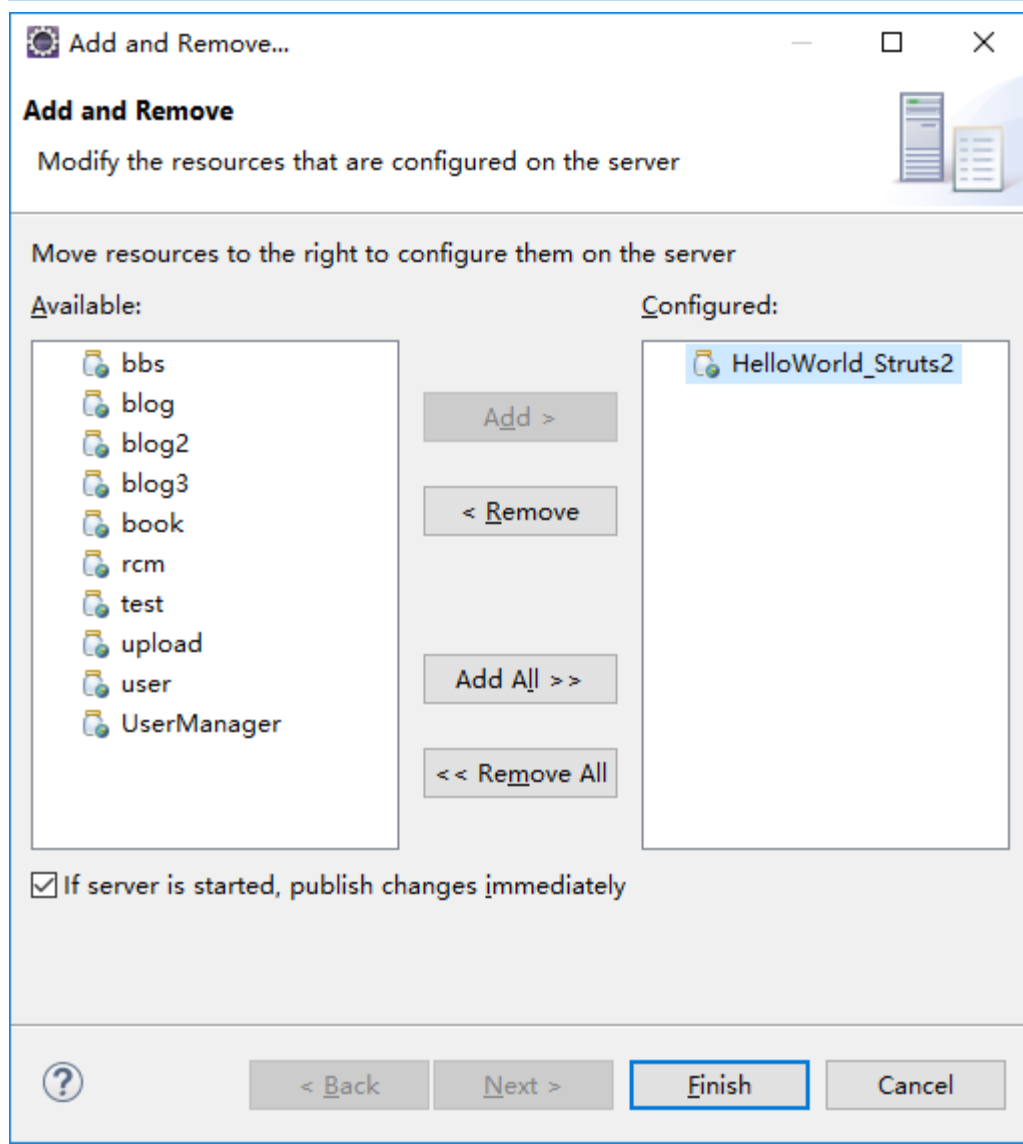 Add and Remove...
Add and Remove
Modify the resources that are configured on the server
Move resources to the right to configure them on the server
Available:
bbs
blog
blog2
blog3
book
rcm
test
upload
user
UserManager
Add >
< Remove
Add All >>
<< Remove All
Configured:
HelloWorld_Struts2
If server is started, publish changes immediately
?
< Back
Next >
Finish
Cancel